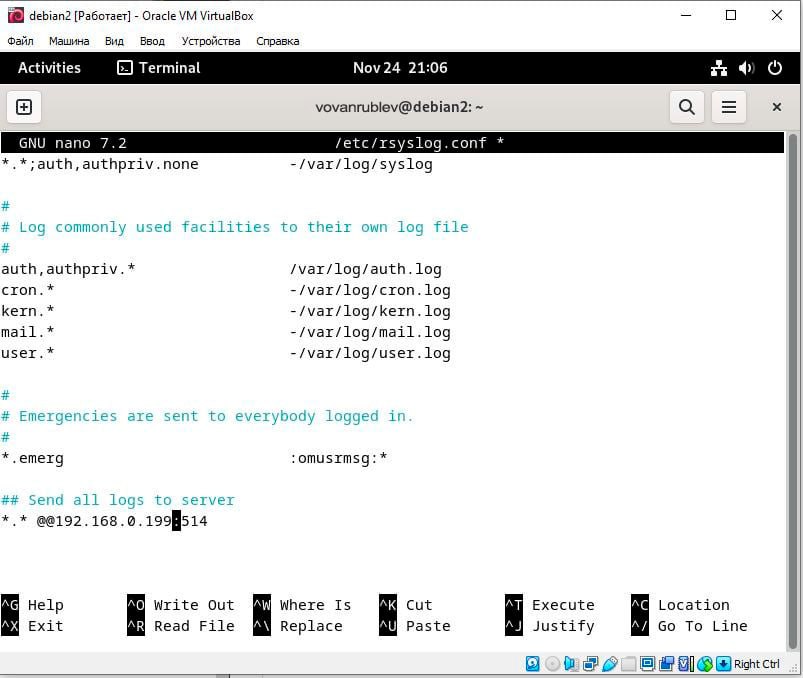 debian2 [Работает] - Oracle VM VirtualBox
Файл Машина Вид Ввод Устройства Справка
Activities Terminal Nov 24 21:06
vovanrublev@debian2: ~
GNU nano 7.2 /etc/rsyslog.conf *
*.*;auth,authpriv.none -/var/log/syslog
#
# Log commonly used facilities to their own log file
#
auth,authpriv.* /var/log/auth.log
cron.* -/var/log/cron.log
kern.* -/var/log/kern.log
mail.* -/var/log/mail.log
user.* -/var/log/user.log
#
# Emergencies are sent to everybody logged in.
#
*.emerg :omusrmsg:*
## Send all logs to server
*.* @@192.168.0.199:514
^G Help ^O Write Out ^W Where Is ^K Cut ^T Execute ^C Location
^X Exit ^R Read File ^\ Replace ^U Paste ^J Justify ^/ Go To Line
Right Ctrl